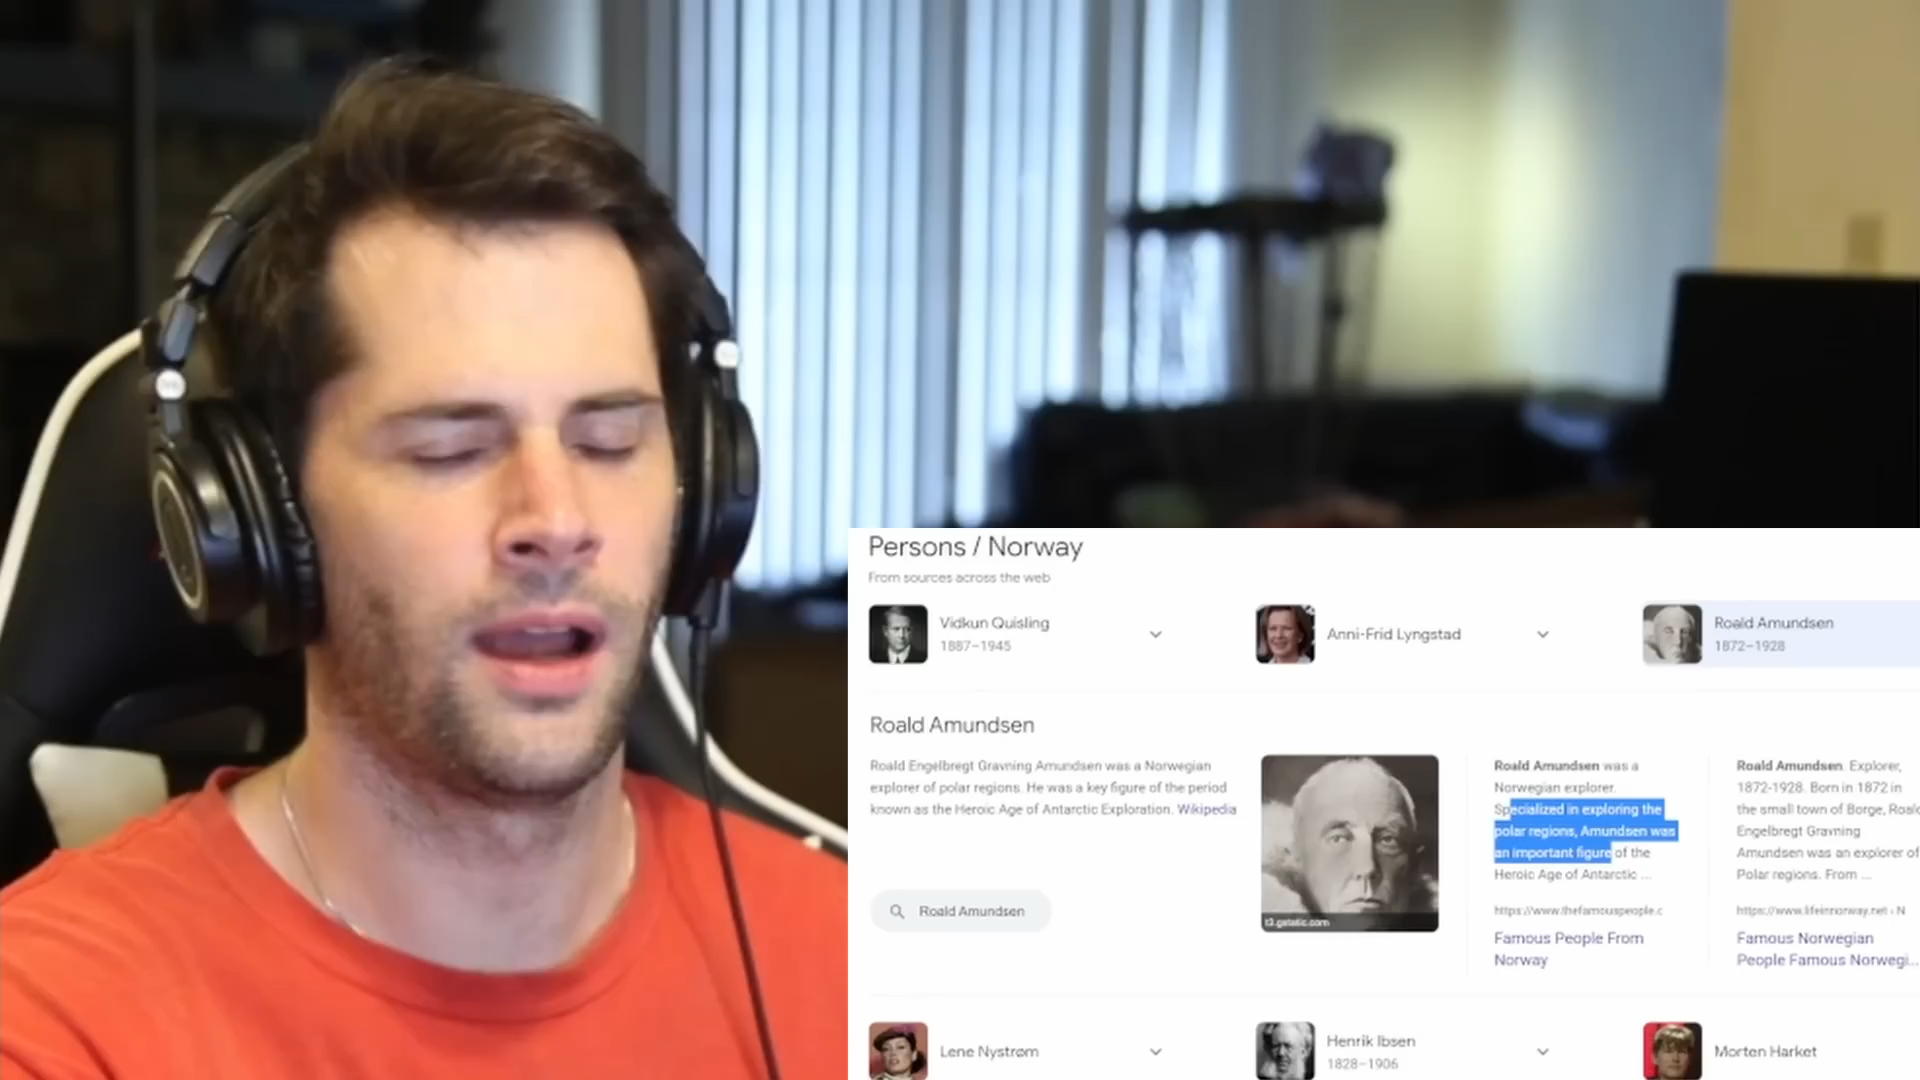 Persons / Norway
From sources across the web
Vidkun Quisling
1887–1945
Anni-Frid Lyngstad
Roald Amundsen
1872–1928
Roald Amundsen
Roald Engelbregt Gravning Amundsen was a Norwegian
explorer of polar regions. He was a key figure of the period
known as the Heroic Age of Antarctic Exploration. Wikipedia
Roald Amundsen
t3.gstatic.com
Roald Amundsen was a
Norwegian explorer.
Specialized in exploring the
polar regions, Amundsen was
an important figure of the
Heroic Age of Antarctic ...
https://www.thefamouspeople.c
Famous People From
Norway
Roald Amundsen. Explorer,
1872-1928. Born in 1872 in
the small town of Borge, Roald
Engelbregt Gravning
Amundsen was an explorer of
Polar regions. From ...
https://www.lifeinnorway.net › N
Famous Norwegian
People Famous Norwegi...
Lene Nystrøm
Henrik Ibsen
1828–1906
Morten Harket